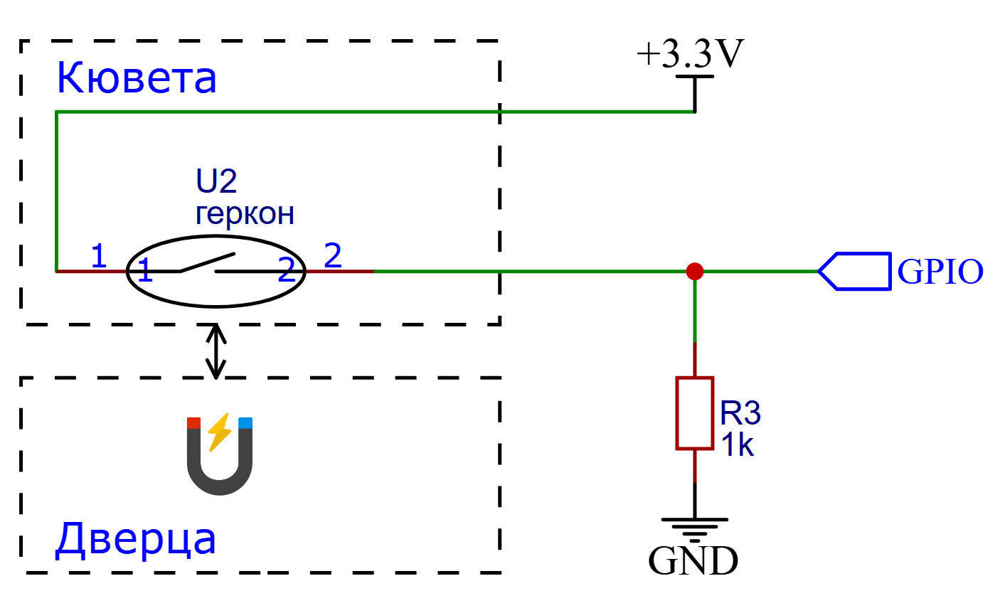 +3.3V
Кювета
U2
геркон
1
1
2
2
GPIO
R3
1k
Дверца
GND